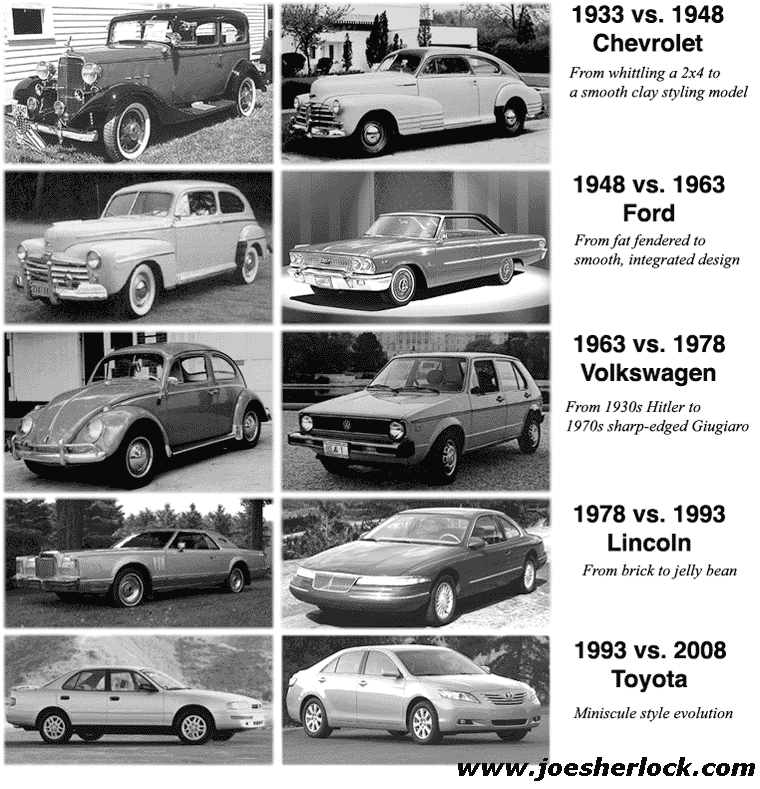 1933 vs. 1948
Chevrolet
From whittling a 2x4 to
a smooth clay styling model
1948 vs. 1963
Ford
From fat fendered to
smooth, integrated design
1963 vs. 1978
Volkswagen
From 1930s Hitler to
1970s sharp-edged Giugiaro
1978 vs. 1993
Lincoln
From brick to jelly bean
1993 vs. 2008
Toyota
Miniscule style evolution
www.joesherlock.com